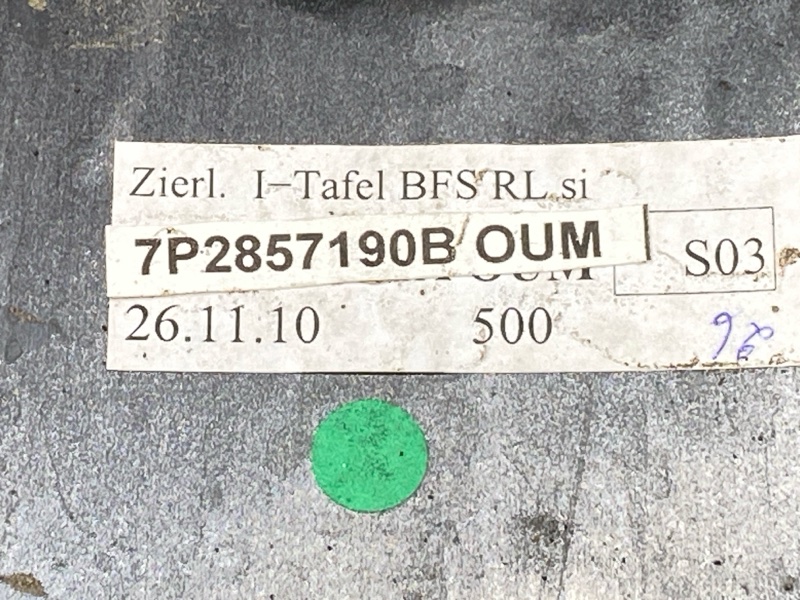 Zierl. I-Tafel BFS RL si
7P2857190B OUM
S03
26.11.10 500